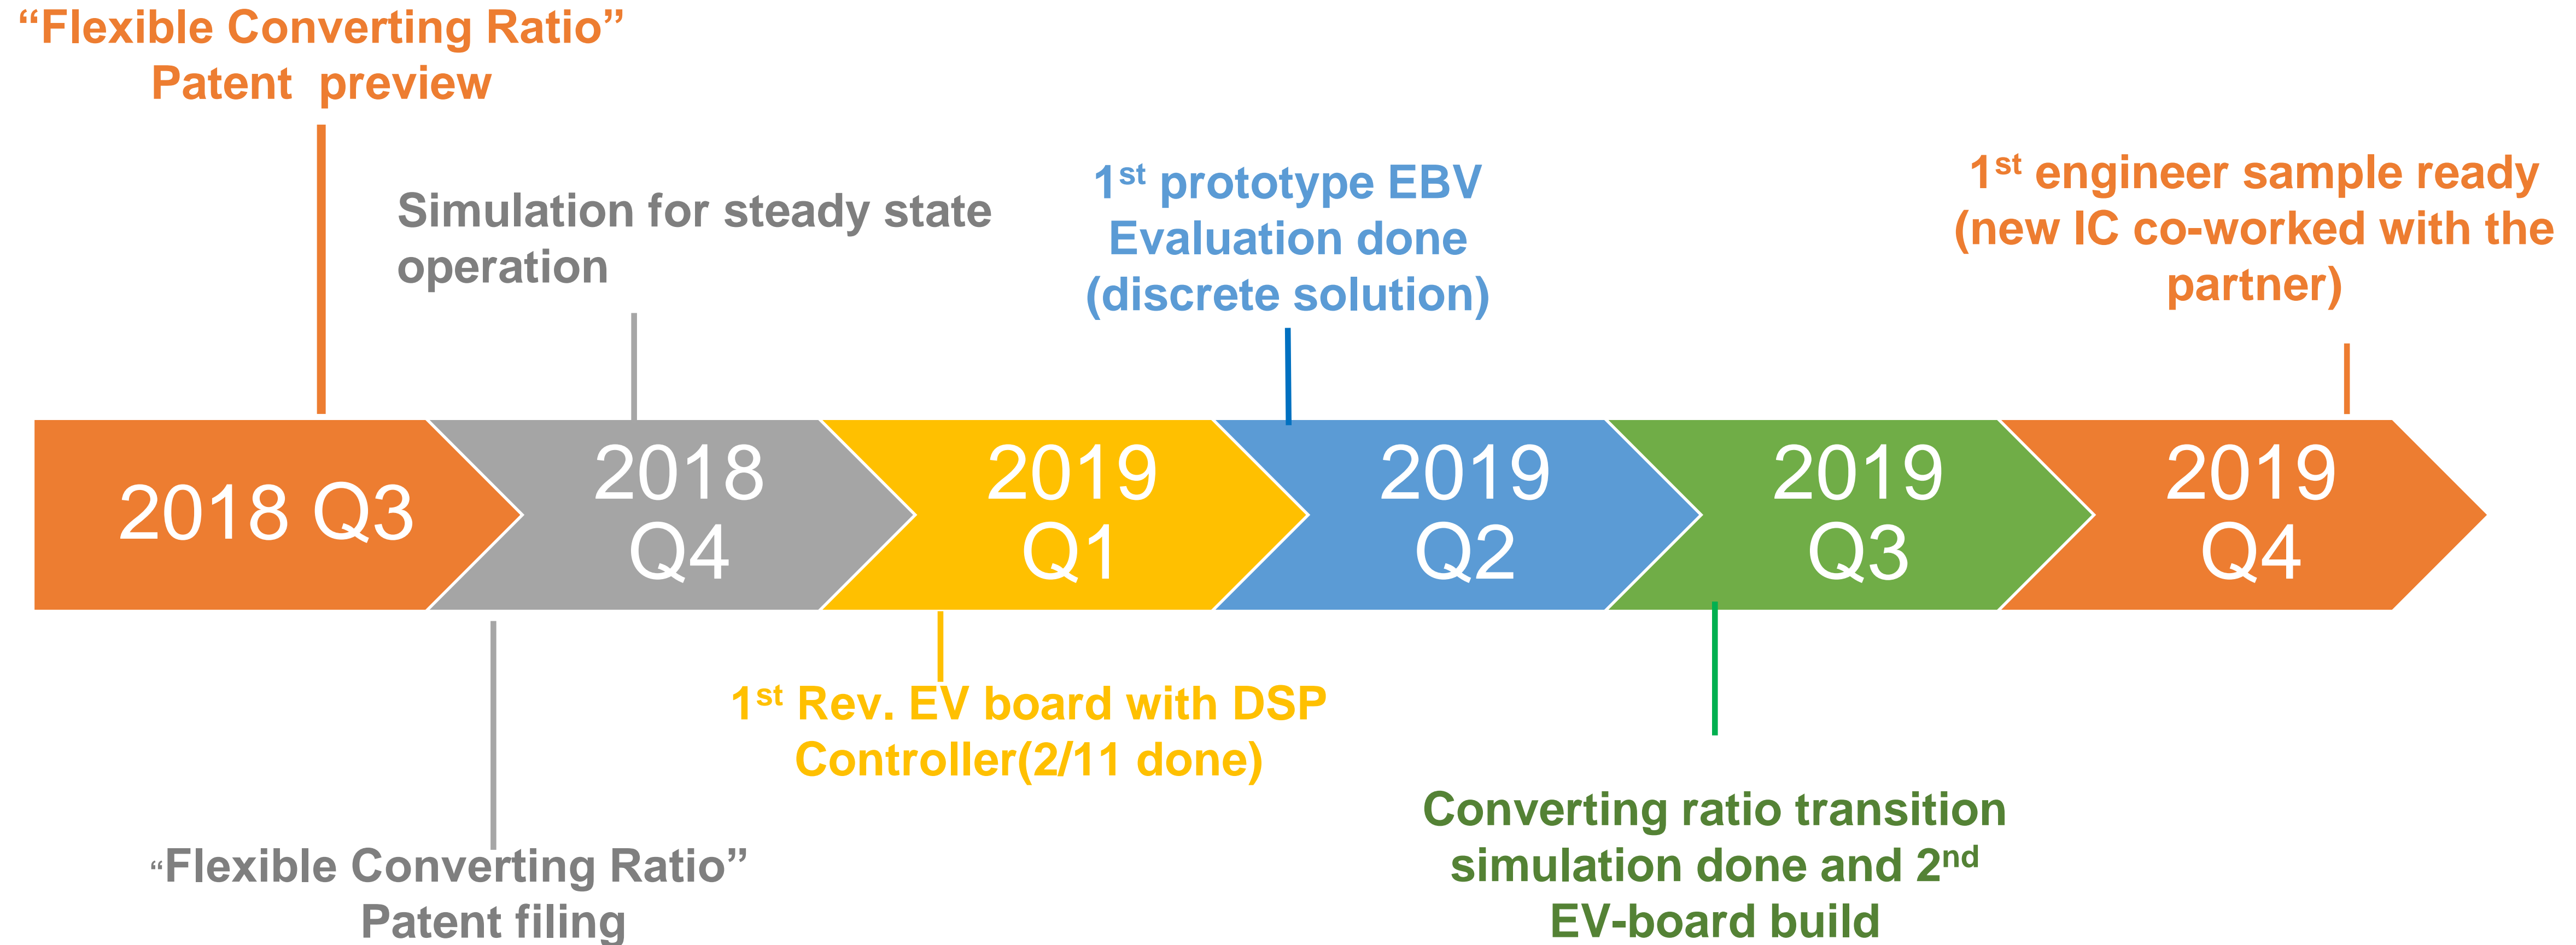 “Flexible Converting Ratio”
Patent preview
Simulation for steady state
operation
1st prototype EBV
Evaluation done
(discrete solution)
1st engineer sample ready
(new IC co-worked with the
partner)
2018 Q3
2018
Q4
2019
Q1
2019
Q2
2019
Q3
2019
Q4
1st Rev. EV board with DSP
Controller(2/11 done)
“Flexible Converting Ratio”
Patent filing
Converting ratio transition
simulation done and 2nd
EV-board build